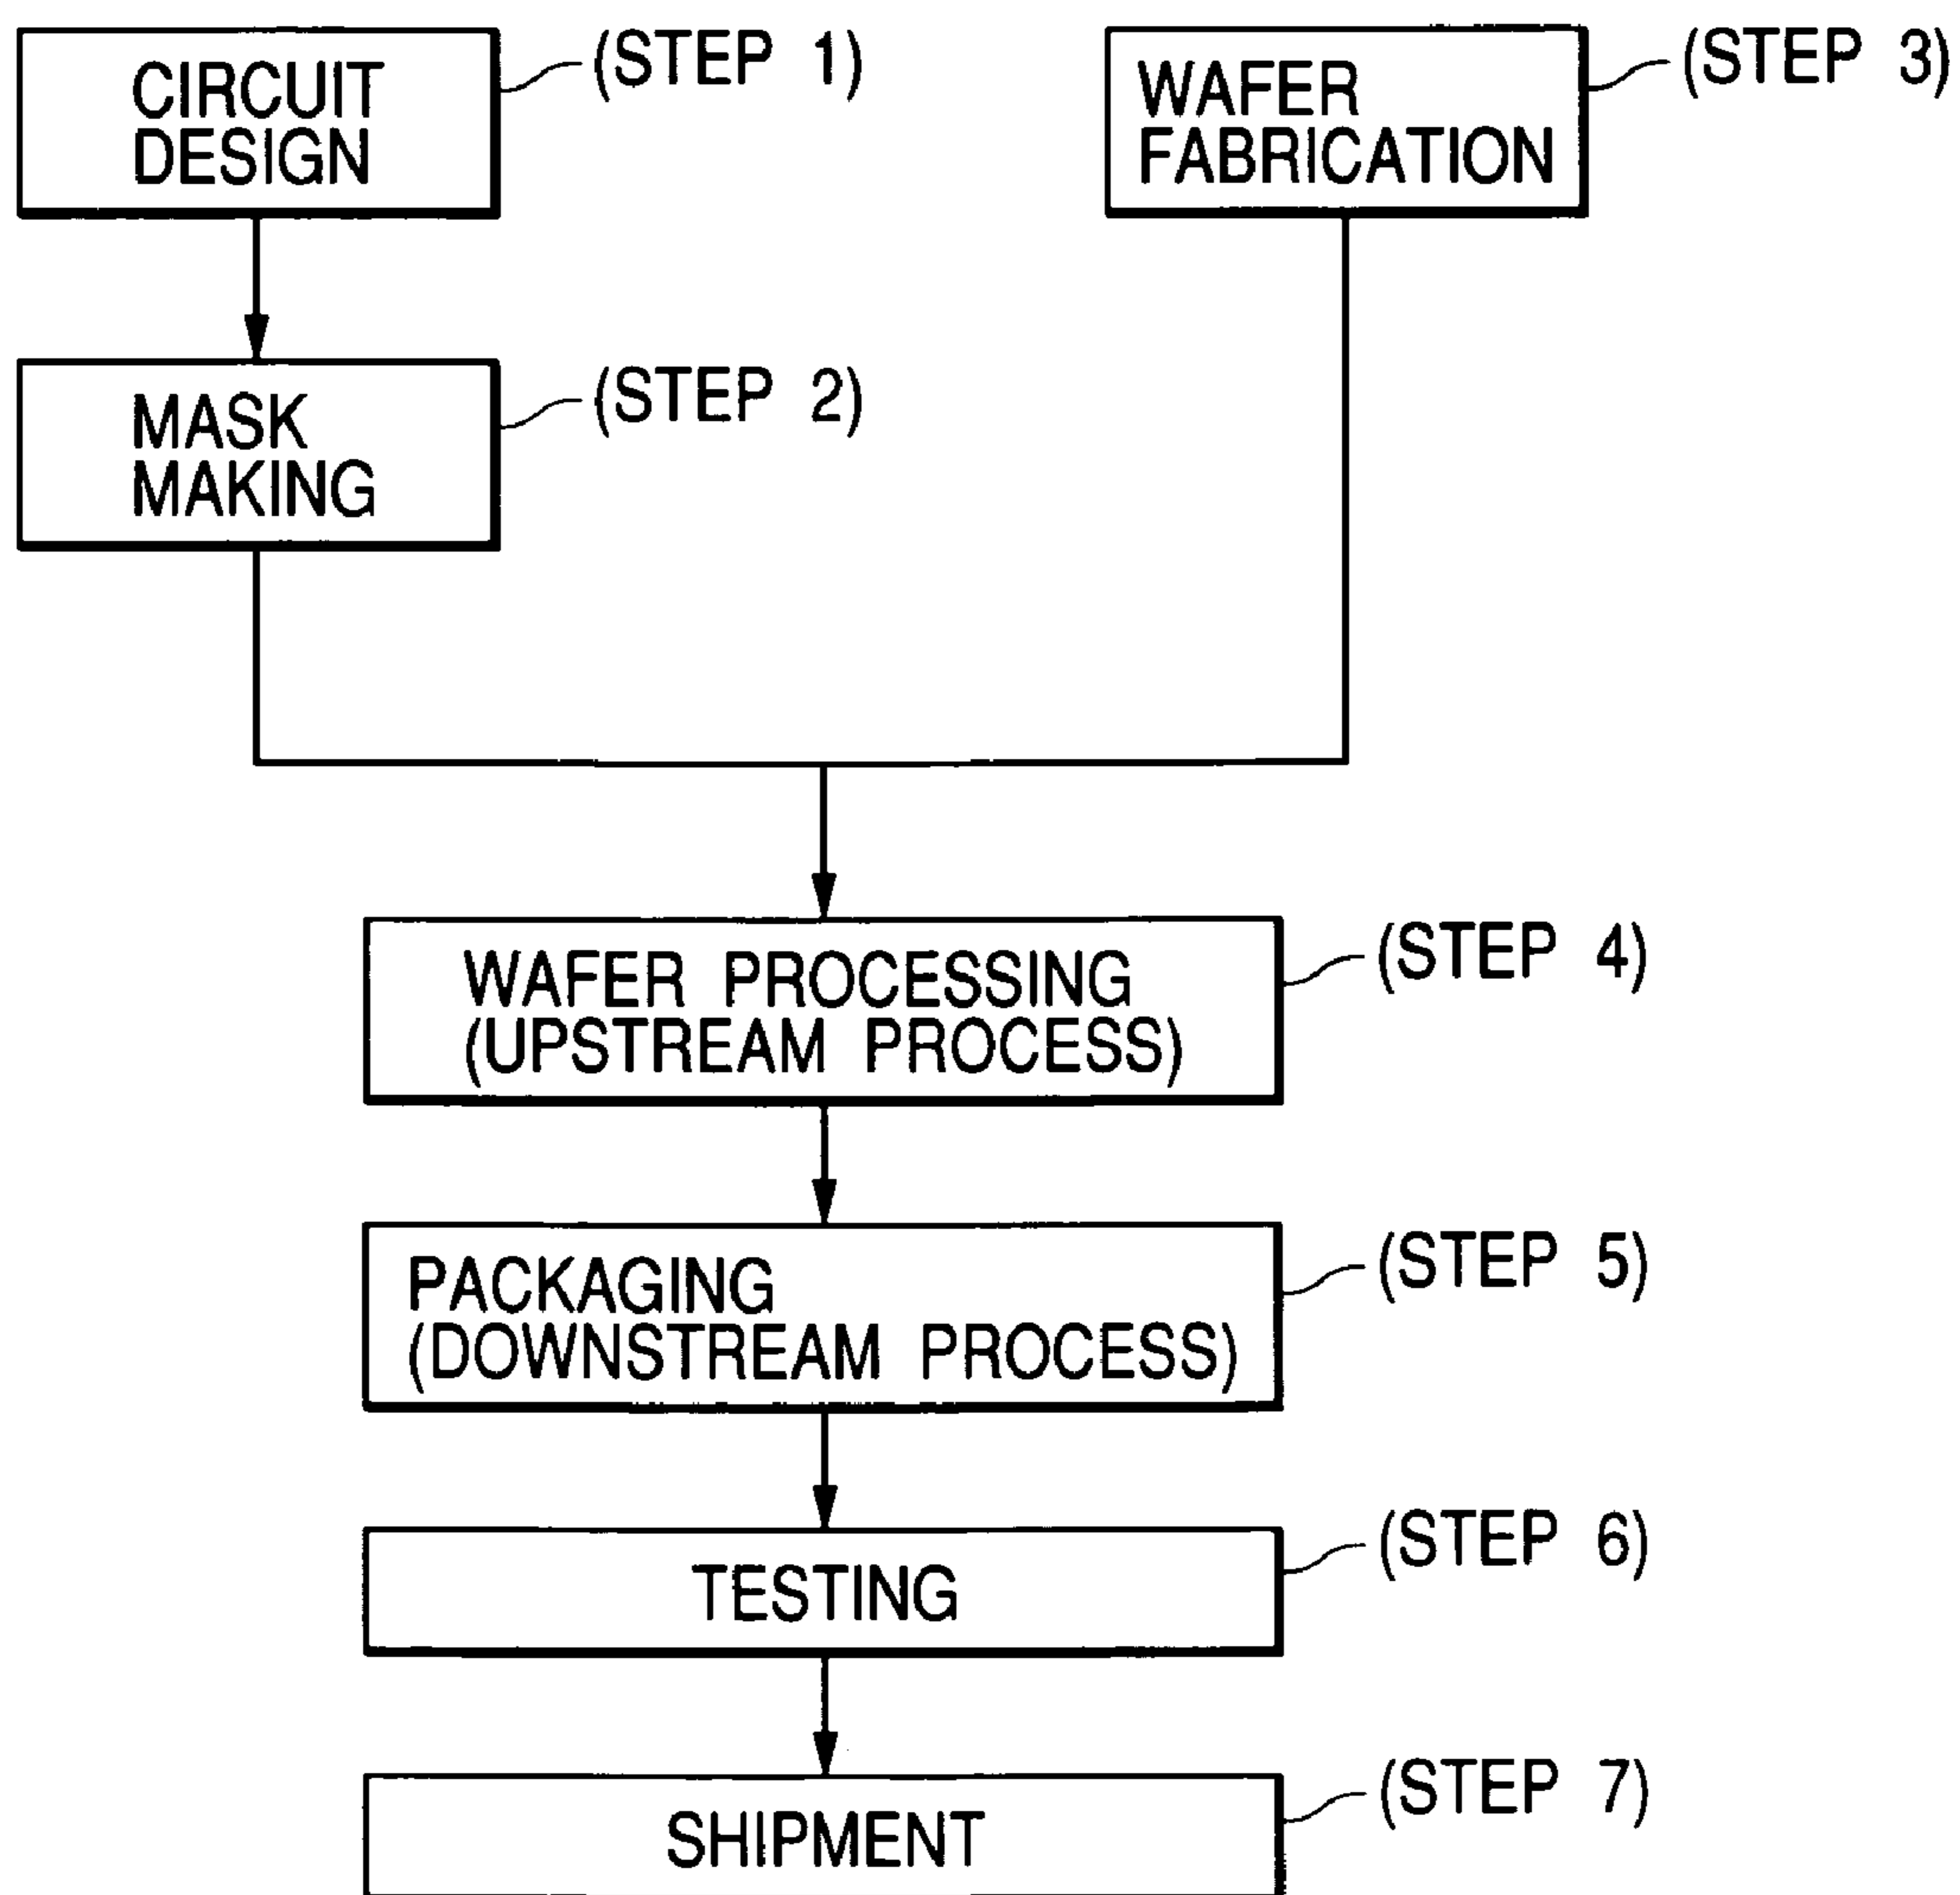 CIRCUIT
DESIGN
(STEP 1)
WAFER
FABRICATION
(STEP 3)
MASK
MAKING
(STEP 2)
WAFER PROCESSING
(UPSTREAM PROCESS)
(STEP 4)
PACKAGING
(DOWNSTREAM PROCESS)
(STEP 5)
TESTING
(STEP 6)
SHIPMENT
(STEP 7)